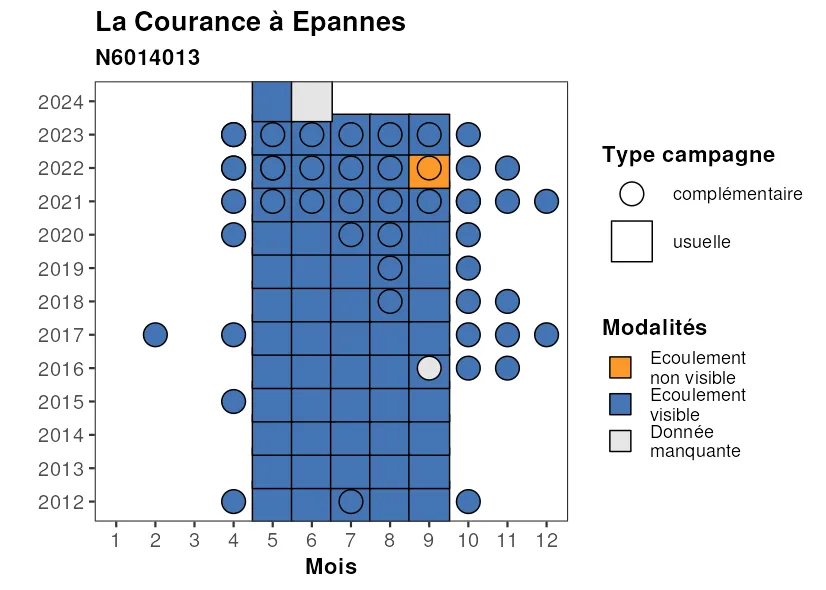 La Courance à Epannes
N6014013
2024
2023
2022
2021
2020
2019
2018
2017
2016
2015
2014
2013
2012
1 2 3 4 5 6 7 8 9 10 11 12
Mois
Type campagne
complémentaire
usuelle
Modalités
Ecoulement
non visible
Ecoulement
visible
Donnée
manquante